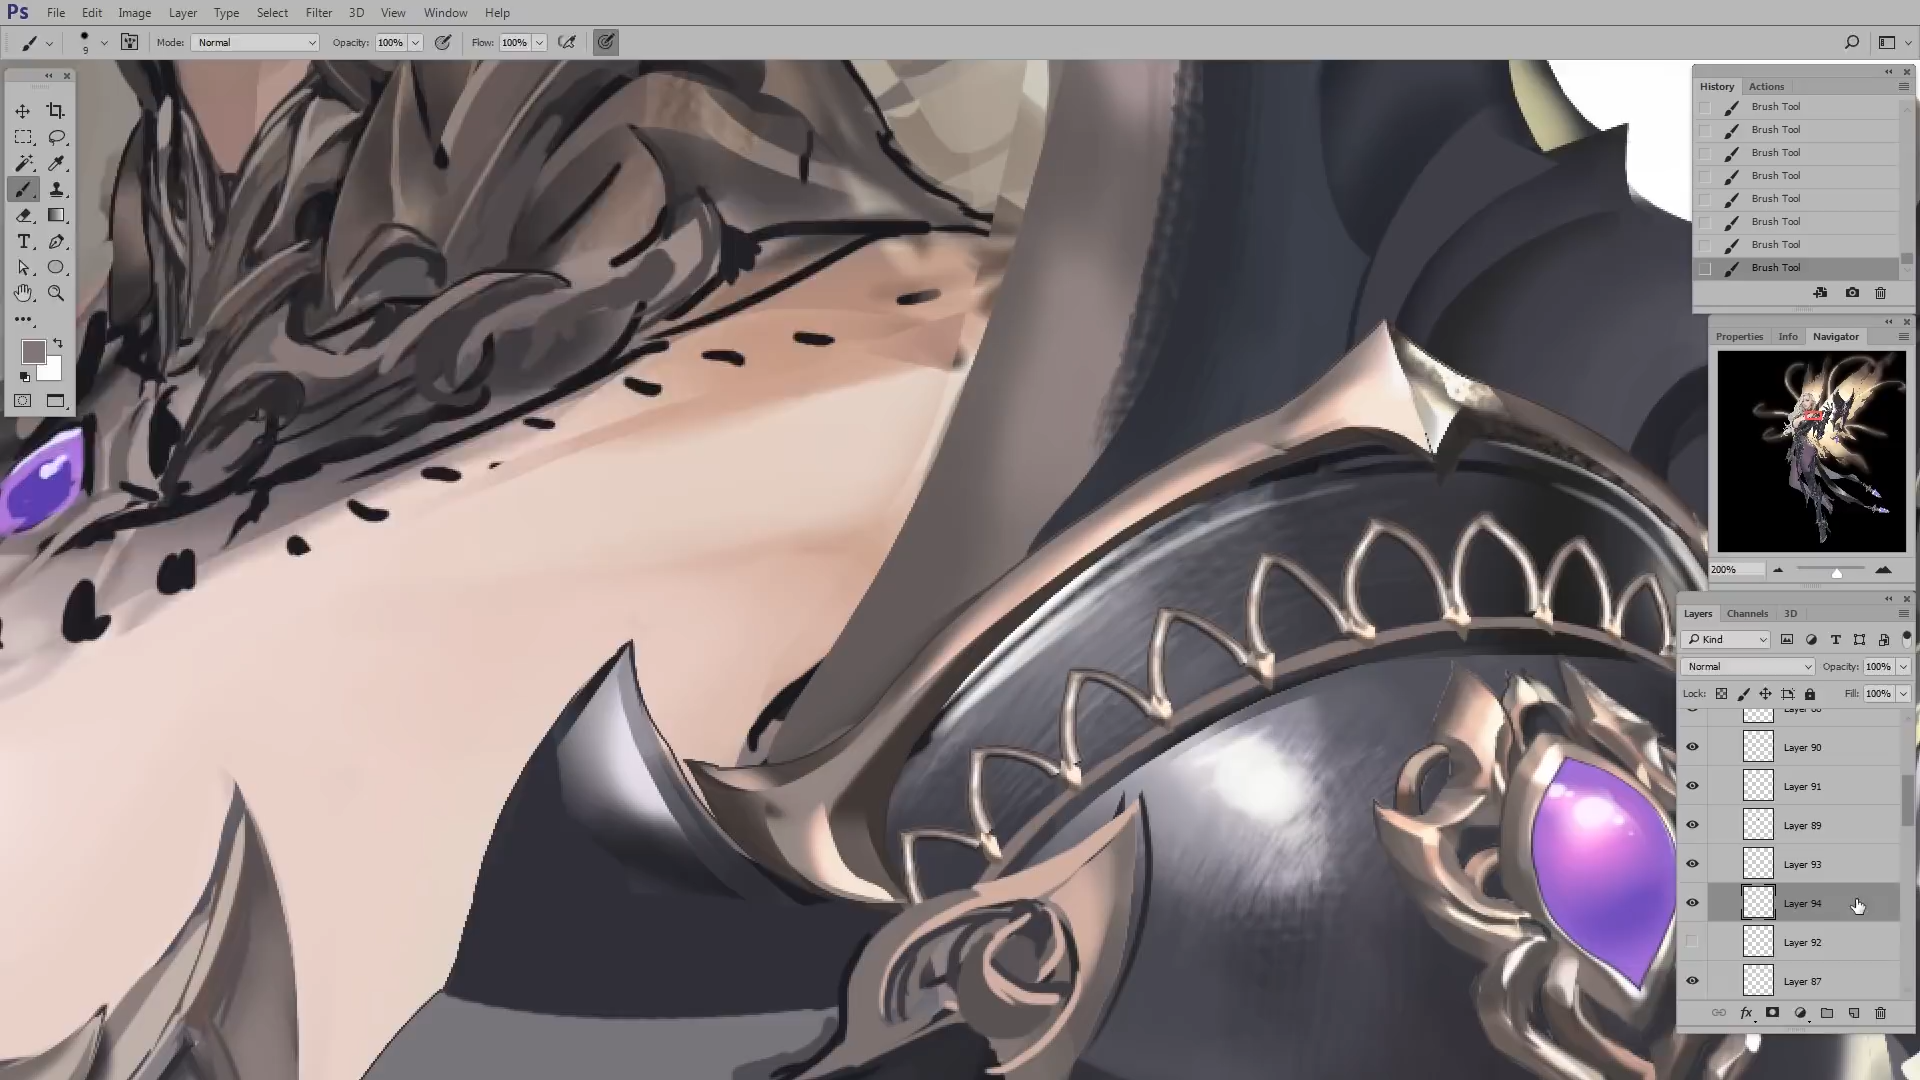 Ps File Edit Image Layer Type Select Filter 3D View Window Help
9 Mode: Normal Opacity: 100% Flow: 100%
History Actions
Brush Tool
Brush Tool
Brush Tool
Brush Tool
Brush Tool
Brush Tool
Brush Tool
Brush Tool
Properties Info Navigator
200%
Layers Channels 3D
Kind
Normal Opacity: 100%
Lock: Fill: 100%
Layer 90
Layer 91
Layer 89
Layer 93
Layer 94
Layer 92
Layer 87